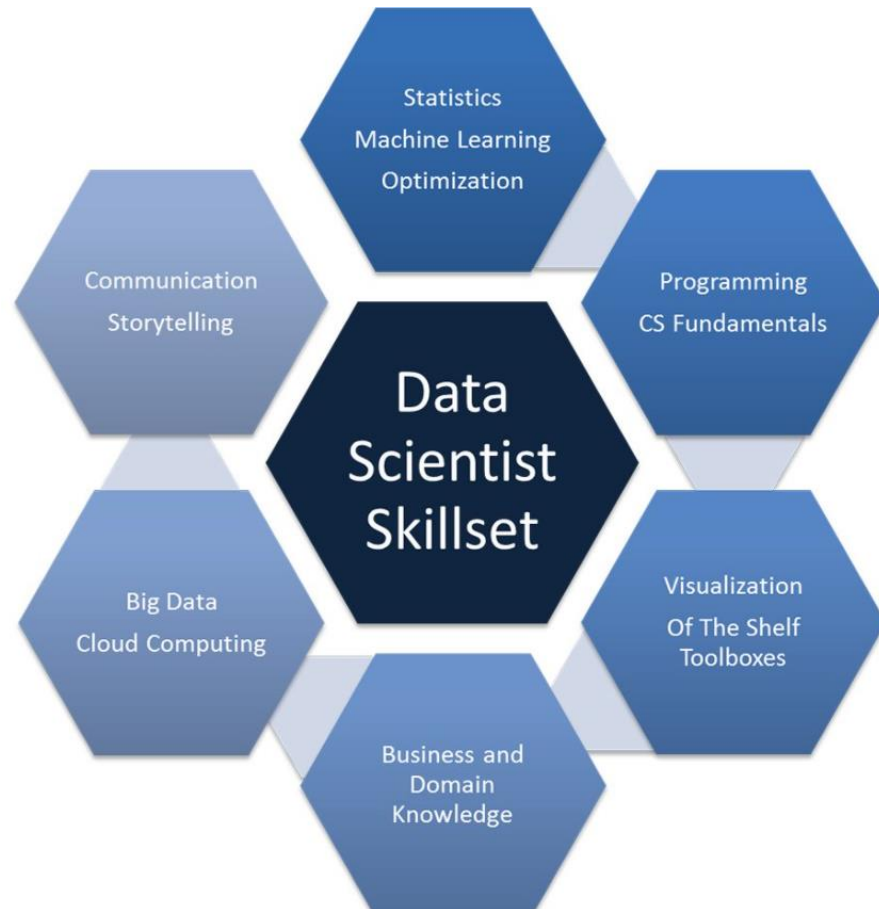 Statistics
Machine Learning
Optimization
Programming
CS Fundamentals
Visualization
Of The Shelf
Toolboxes
Business and
Domain
Knowledge
Big Data
Cloud Computing
Communication
Storytelling
Data
Scientist
Skillset